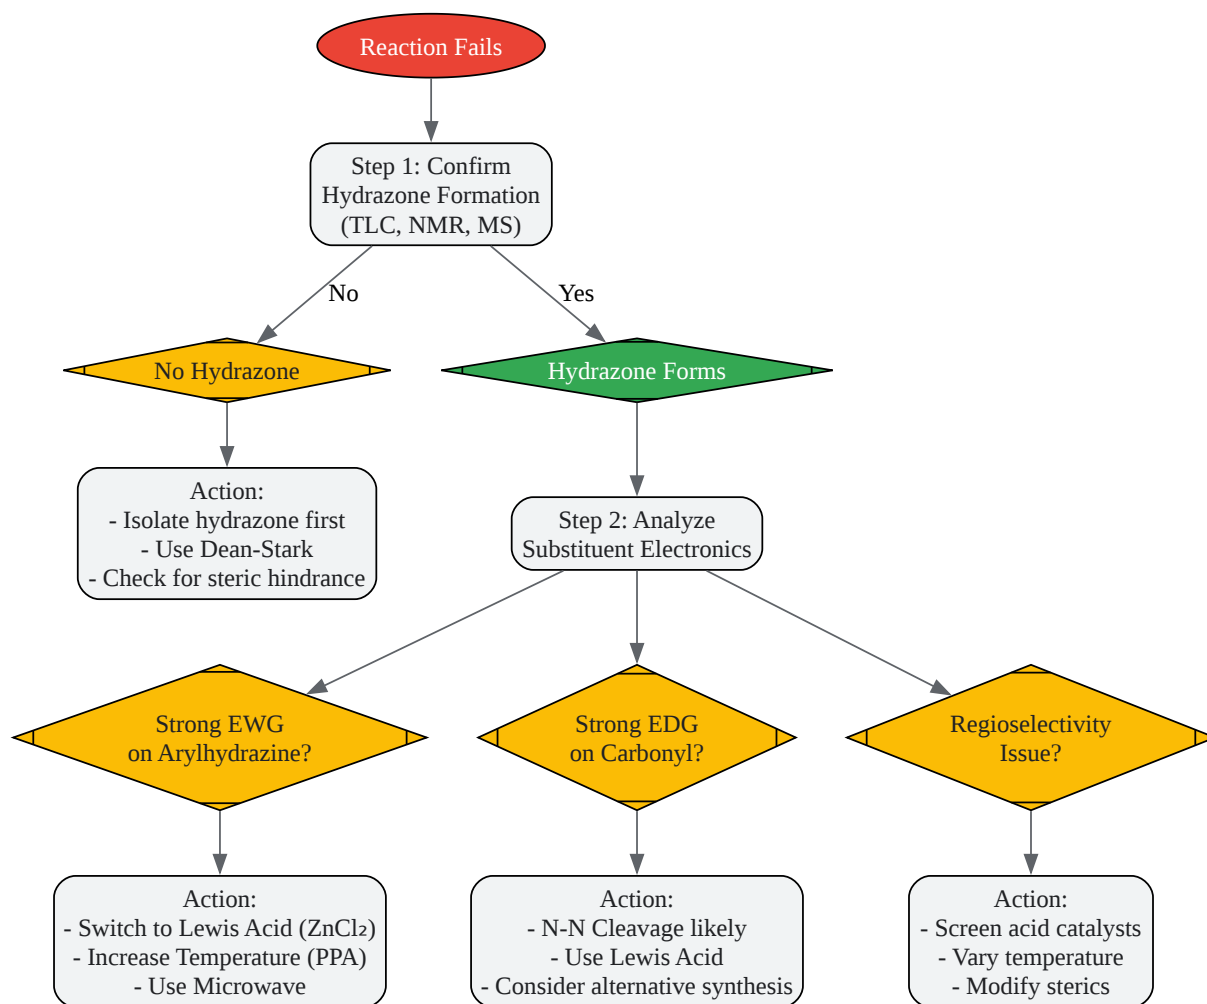 Reaction Fails
Step 1: Confirm
Hydrazone Formation
(TLC, NMR, MS)
No
Yes
No Hydrazone
Hydrazone Forms
Action:
- Isolate hydrazone first
- Use Dean-Stark
- Check for steric hindrance
Step 2: Analyze
Substituent Electronics
Strong EWG
on Arylhydrazine?
Strong EDG
on Carbonyl?
Regioselectivity
Issue?
Action:
- Switch to Lewis Acid (ZnCl₂)
- Increase Temperature (PPA)
- Use Microwave
Action:
- N-N Cleavage likely
- Use Lewis Acid
- Consider alternative synthesis
Action:
- Screen acid catalysts
- Vary temperature
- Modify sterics